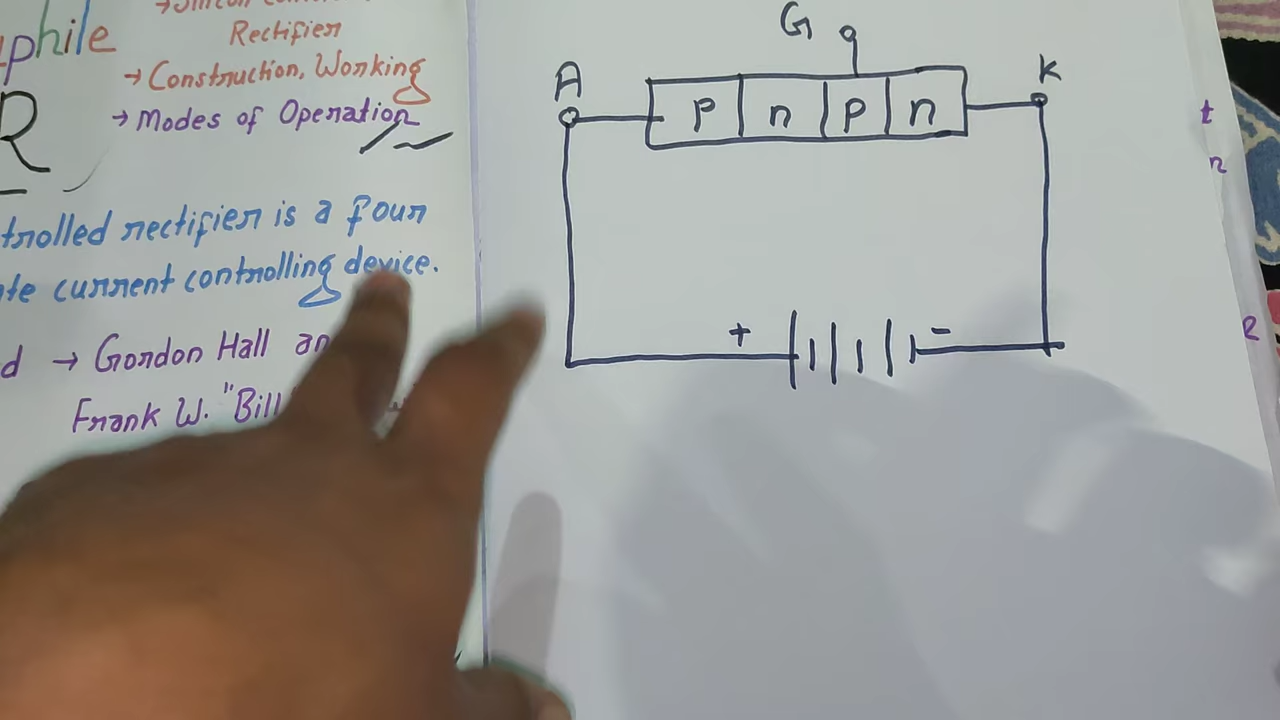 phile
R
Rectifier
→ Construction, Working
→ Modes of Operation
trolled rectifier is a four
te current controlling device.
d → Gordon Hall an
Frank W. "Bill"
G
A
K
p n p n
+ -
t
n
R